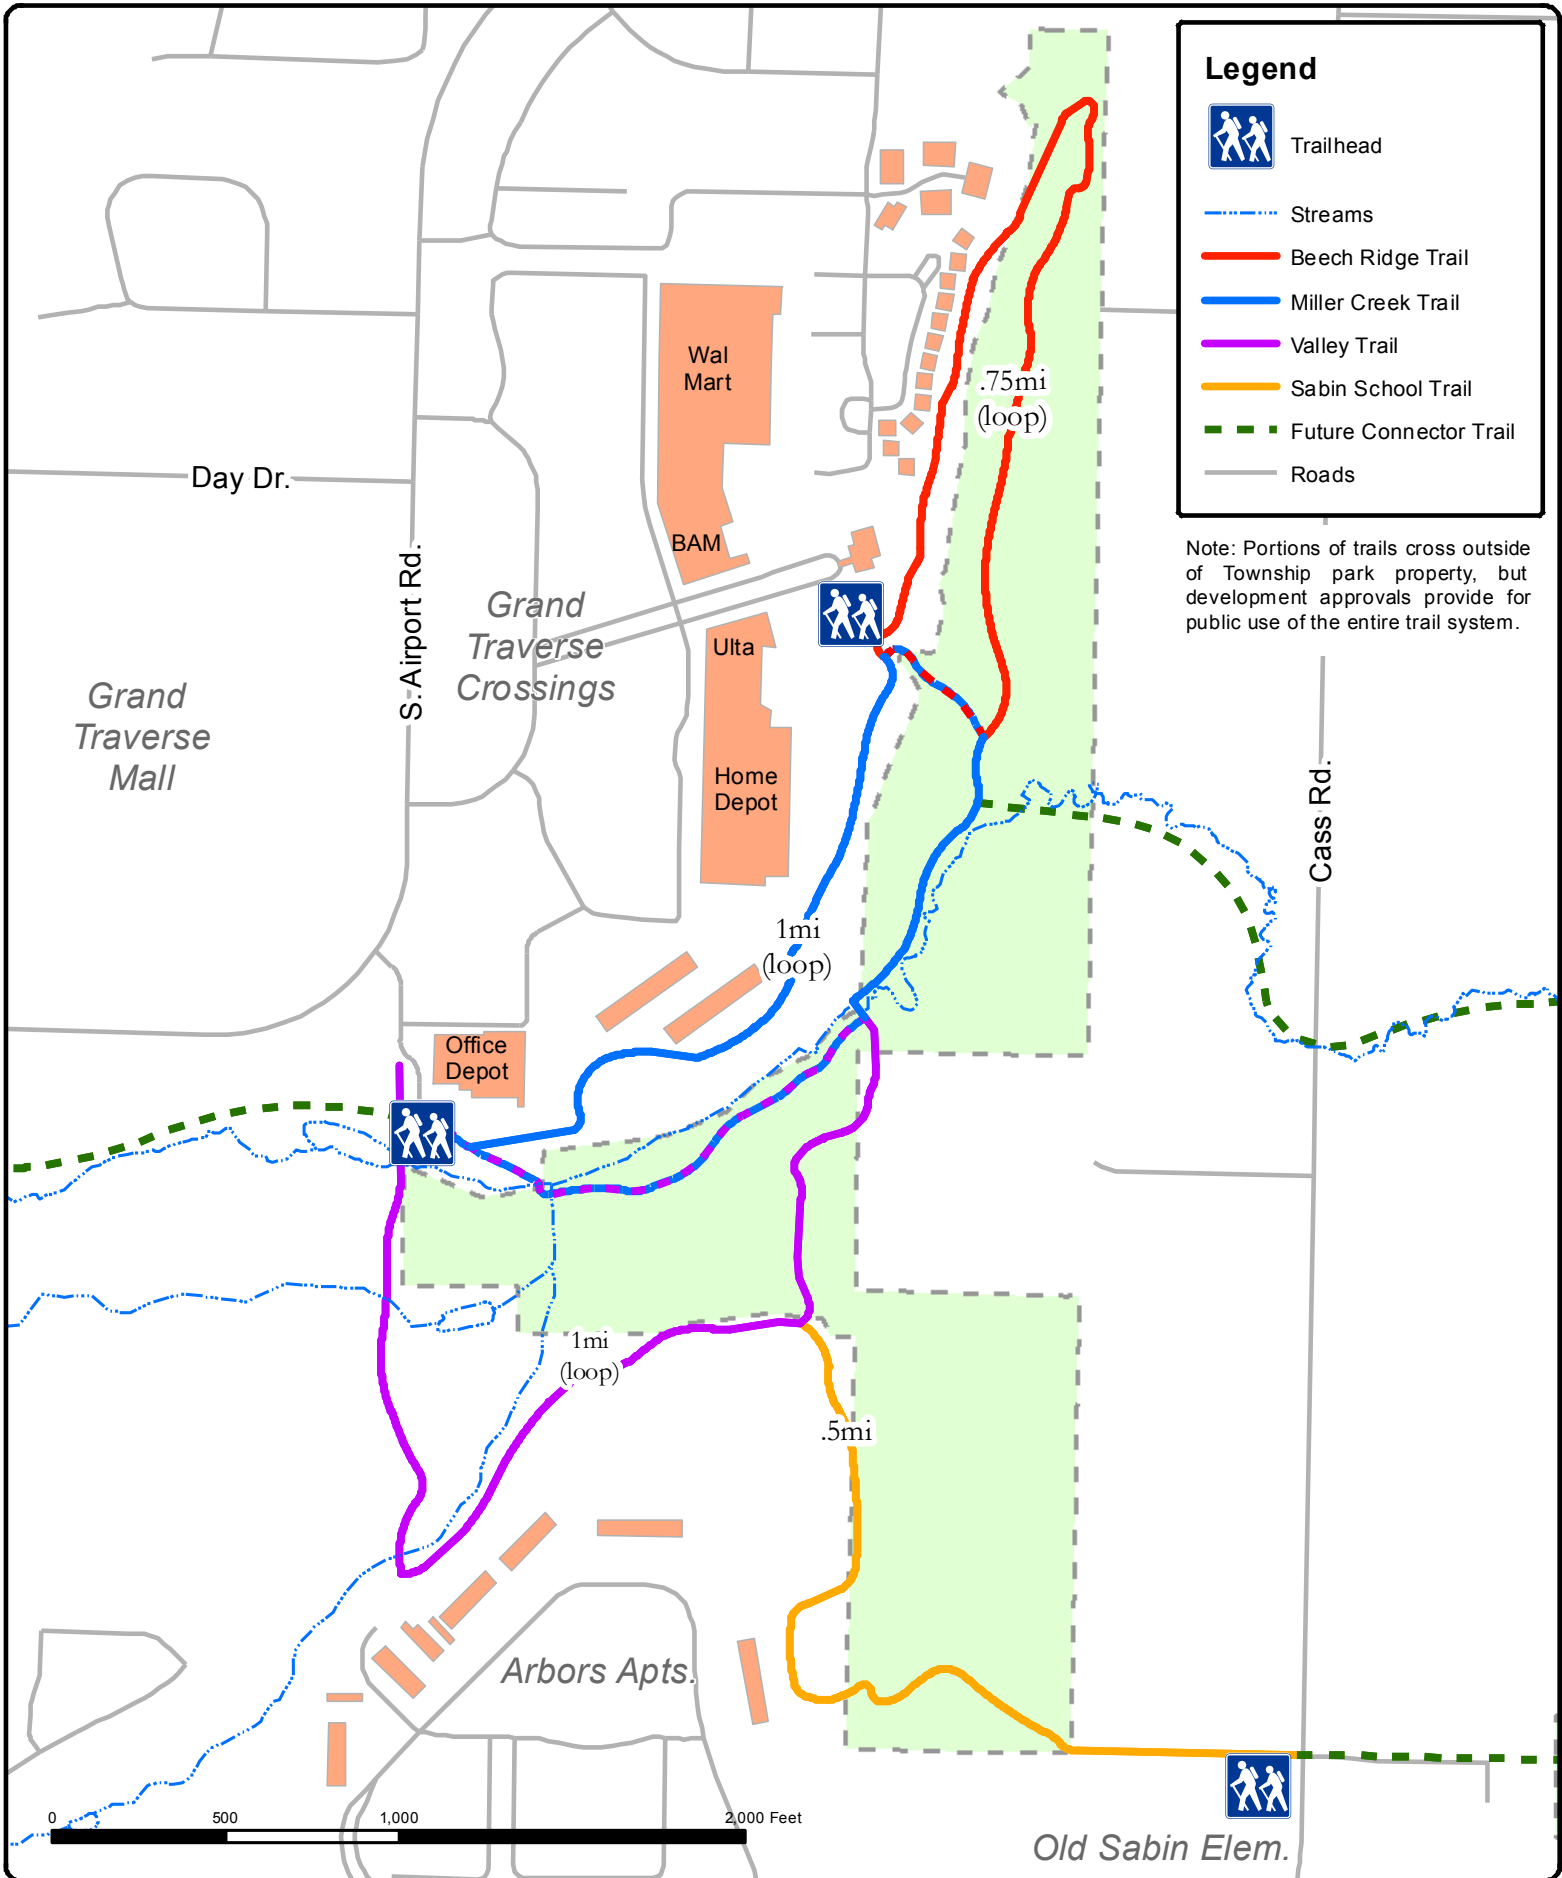 Legend
Trailhead
Streams
Beech Ridge Trail
Miller Creek Trail
Valley Trail
Sabin School Trail
Future Connector Trail
Roads
Note: Portions of trails cross outside
of Township park property, but
development approvals provide for
public use of the entire trail system.
Wal
Mart
.75mi
(loop)
Day Dr.
BAM
S. Airport Rd.
Grand
Traverse
Crossings
Ulta
Grand
Traverse
Mall
Home
Depot
Cass Rd.
1mi
(loop)
Office
Depot
1mi
(loop)
.5mi
Arbors Apts.
0 500 1,000 2,000 Feet
Old Sabin Elem.